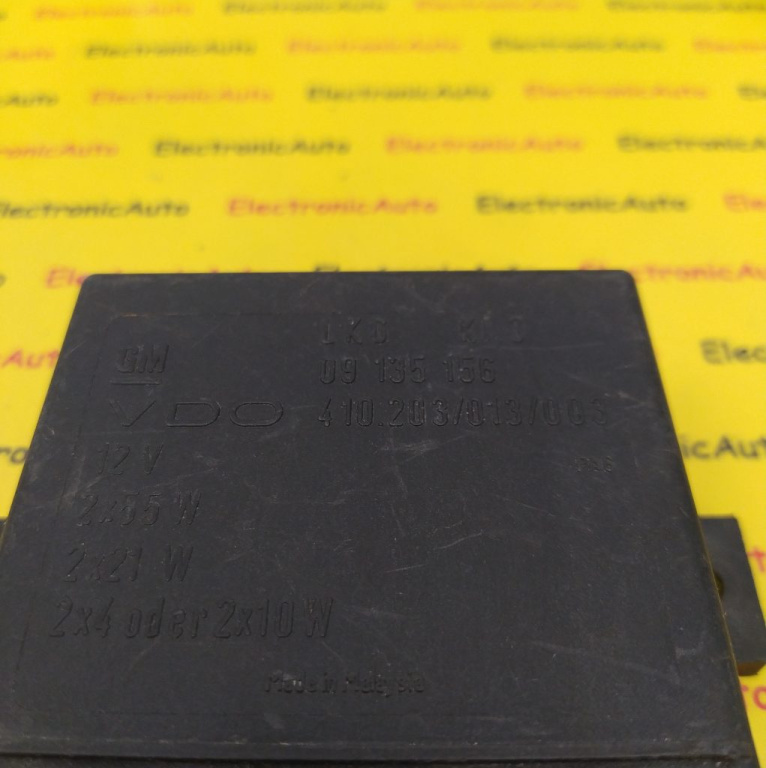 ElectronicAuto ElectronicAuto ElectronicAuto
ElectronicAuto ElectronicAuto ElectronicAuto
ElectronicAuto ElectronicAuto ElectronicAuto
ElectronicAuto ElectronicAuto ElectronicAuto
GM
09 135 156
VDO 410.203/013/003
12 V
2x65 W
2x21 W
2x4 oder 2x10 W
Made in Malaysia